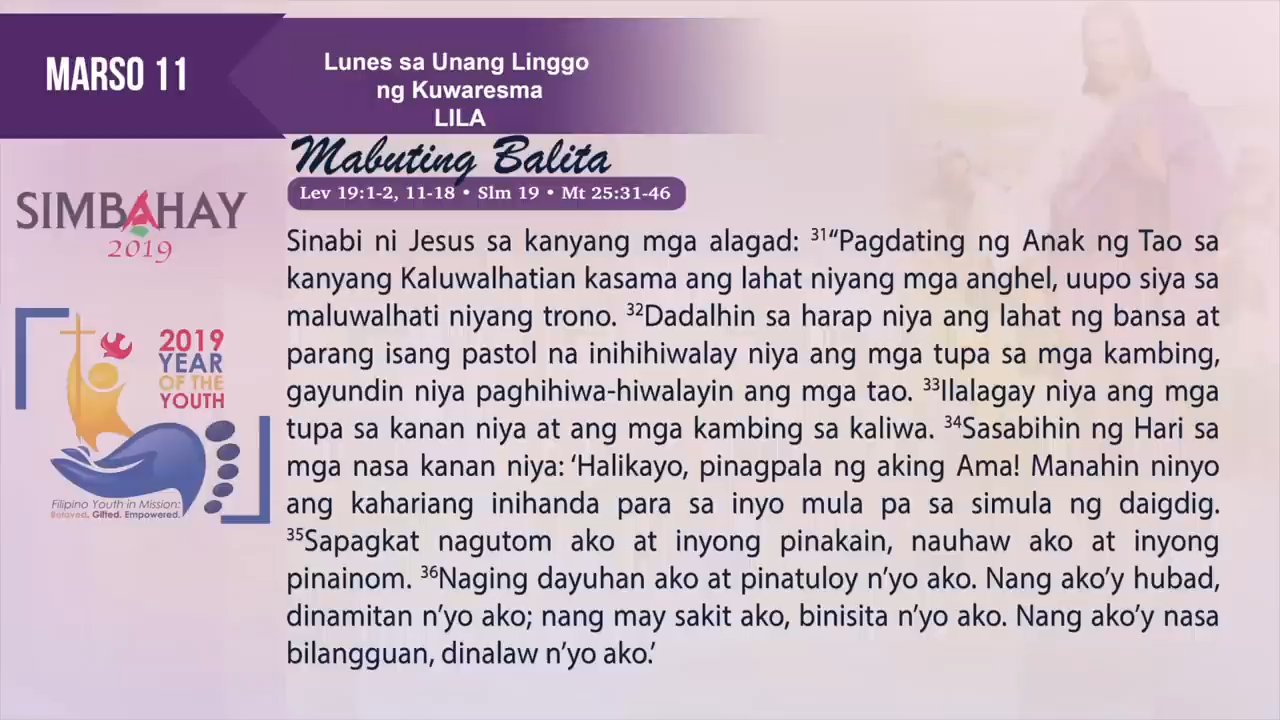 MARSO 11
Lunes sa Unang Linggo
ng Kuwaresma
LILA
Mabuting Balita
Lev 19:1-2, 11-18 • Slm 19 • Mt 25:31-46
SIMBAHAY
2019
2019
YEAR
OF THE
YOUTH
Filipino Youth in Mission:
Beloved. Gifted. Empowered.
Sinabi ni Jesus sa kanyang mga alagad: ³¹“Pagdating ng Anak ng Tao sa
kanyang Kaluwalhatian kasama ang lahat niyang mga anghel, uupo siya sa
maluwalhati niyang trono. ³²Dadalhin sa harap niya ang lahat ng bansa at
parang isang pastol na inihihiwalay niya ang mga tupa sa mga kambing,
gayundin niya paghihiwa-hiwalayin ang mga tao. ³³Ilalagay niya ang mga
tupa sa kanan niya at ang mga kambing sa kaliwa. ³⁴Sasabihin ng Hari sa
mga nasa kanan niya: ‘Halikayo, pinagpala ng aking Ama! Manahin ninyo
ang kahariang inihanda para sa inyo mula pa sa simula ng daigdig.
³⁵Sapagkat nagutom ako at inyong pinakain, nauhaw ako at inyong
pinainom. ³⁶Naging dayuhan ako at pinatuloy n’yo ako. Nang ako’y hubad,
dinamitan n’yo ako; nang may sakit ako, binisita n’yo ako. Nang ako’y nasa
bilangguan, dinalaw n’yo ako.’